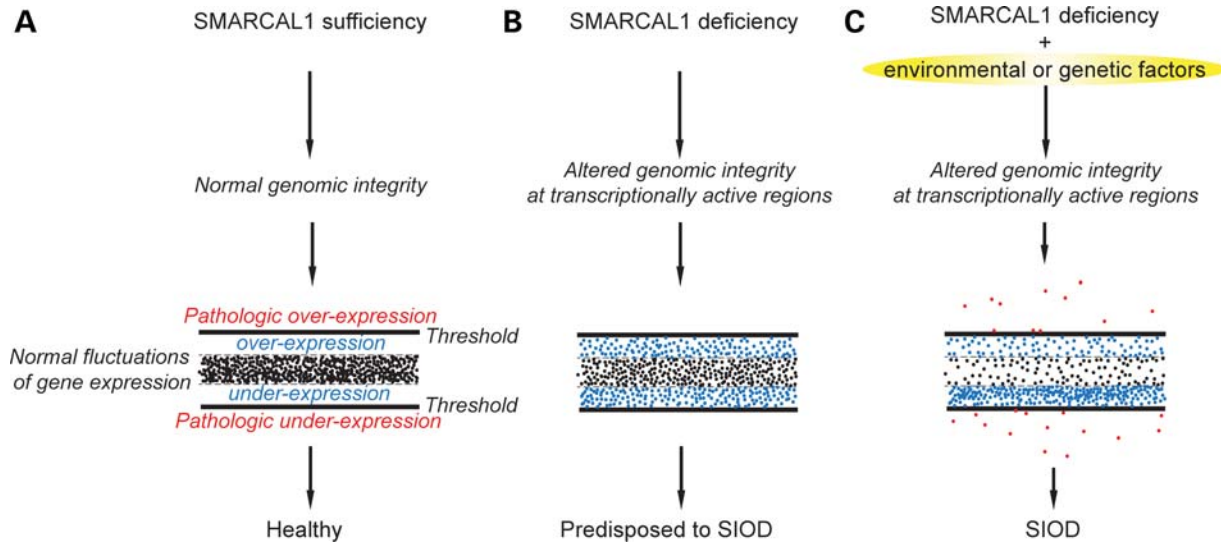 A
SMARCAL1 sufficiency
Normal genomic integrity
Pathologic over-expression
Threshold
over-expression
Normal fluctuations
of gene expression
under-expression
Threshold
Pathologic under-expression
Healthy
B
SMARCAL1 deficiency
Altered genomic integrity
at transcriptionally active regions
Predisposed to SIOD
C
SMARCAL1 deficiency
+
environmental or genetic factors
Altered genomic integrity
at transcriptionally active regions
SIOD